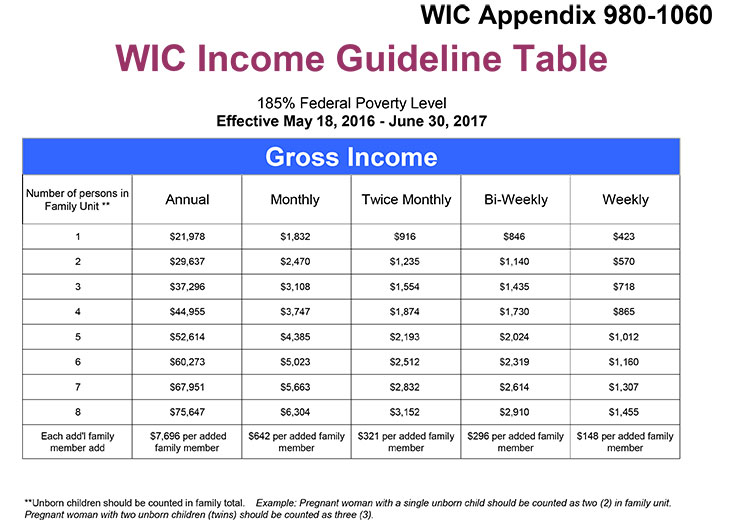 WIC Appendix 980-1060
WIC Income Guideline Table
185% Federal Poverty Level
Effective May 18, 2016 - June 30, 2017
Gross Income
Number of persons in
Family Unit ** Annual Monthly Twice Monthly Bi-Weekly Weekly
1 $21,978 $1,832 $916 $846 $423
2 $29,637 $2,470 $1,235 $1,140 $570
3 $37,296 $3,108 $1,554 $1,435 $718
4 $44,955 $3,747 $1,874 $1,730 $865
5 $52,614 $4,385 $2,193 $2,024 $1,012
6 $60,273 $5,023 $2,512 $2,319 $1,160
7 $67,951 $5,663 $2,832 $2,614 $1,307
8 $75,647 $6,304 $3,152 $2,910 $1,455
Each add'l family $7,696 per added $642 per added family $321 per added family $296 per added family $148 per added family
member add family member member member member member
**Unborn children should be counted in family total. Example: Pregnant woman with a single unborn child should be counted as two (2) in family unit.
Pregnant woman with two unborn children (twins) should be counted as three (3).